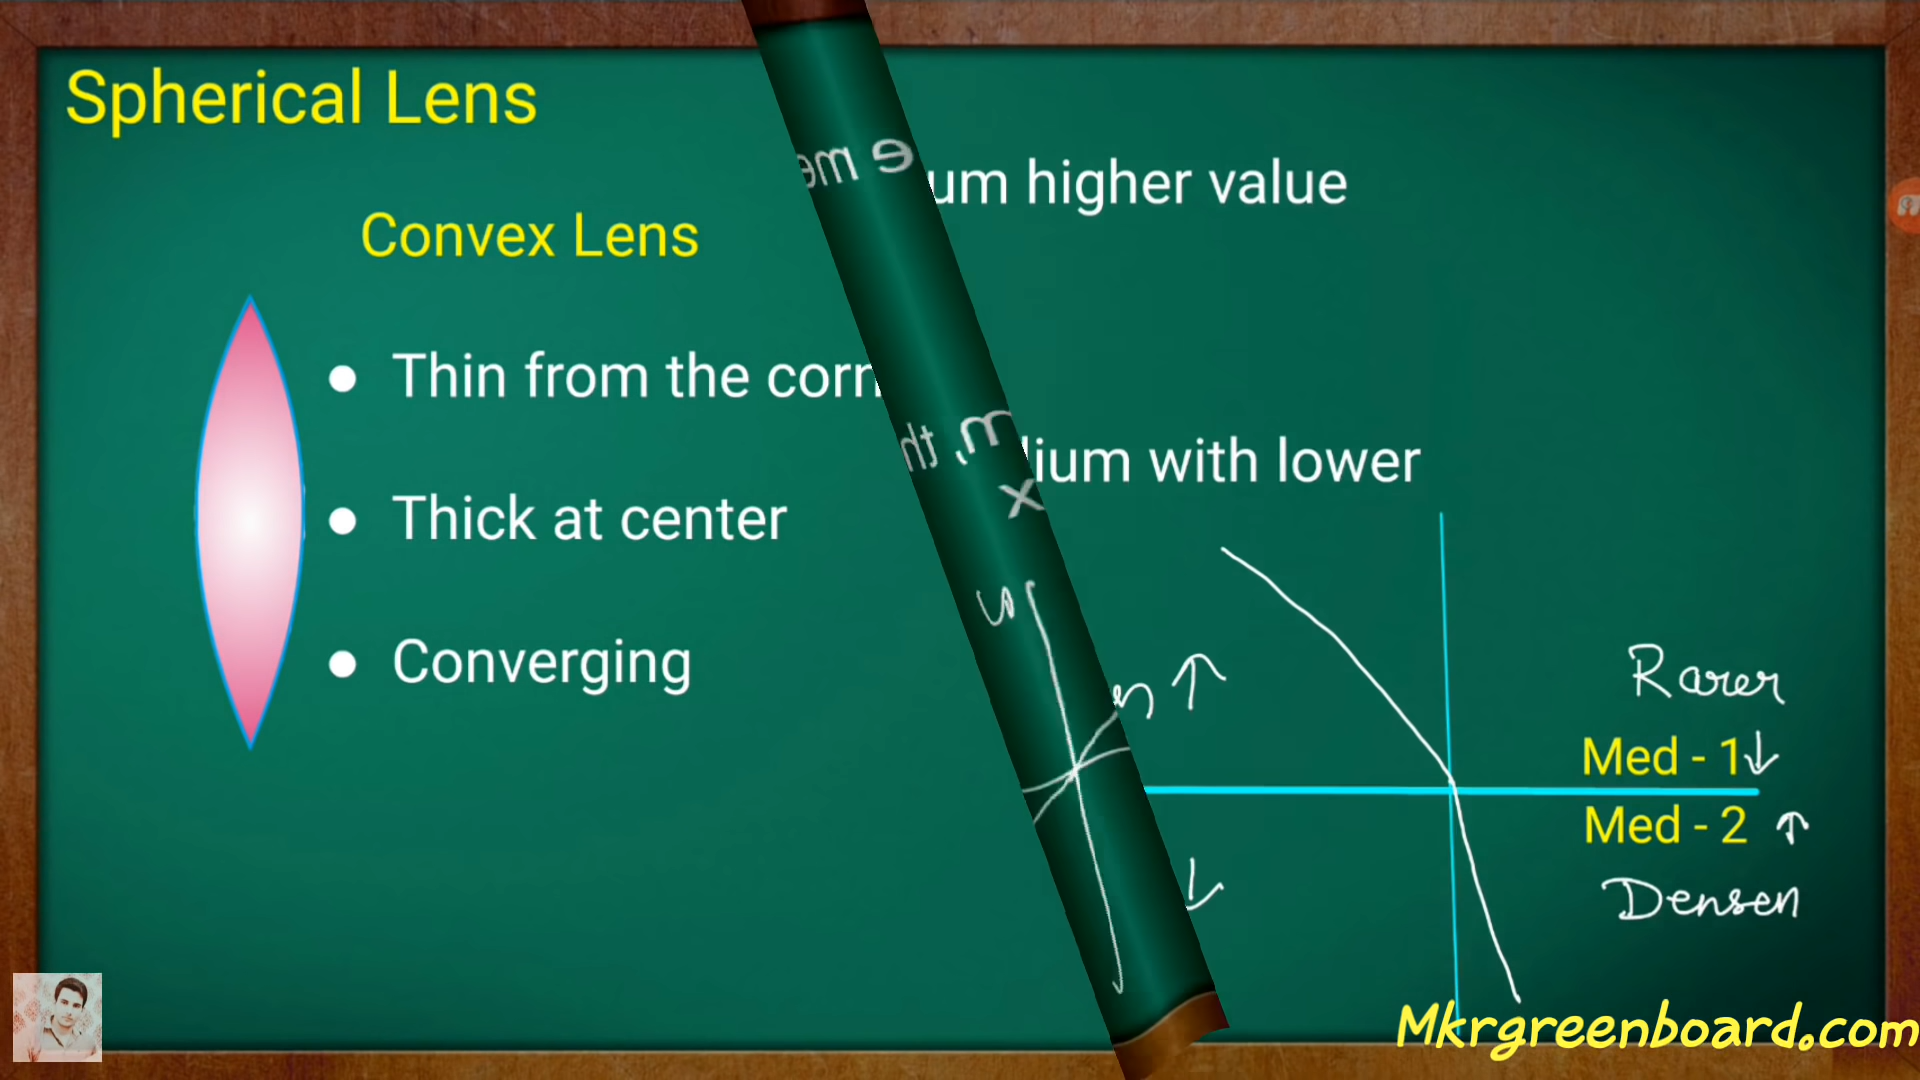 Spherical Lens
Convex Lens
Thin from the corn
Thick at center
Converging
um higher value
ium with lower
x
Rarer
Med - 1↓
Med - 2 ↑
Densen
Mkrgreenboard.com